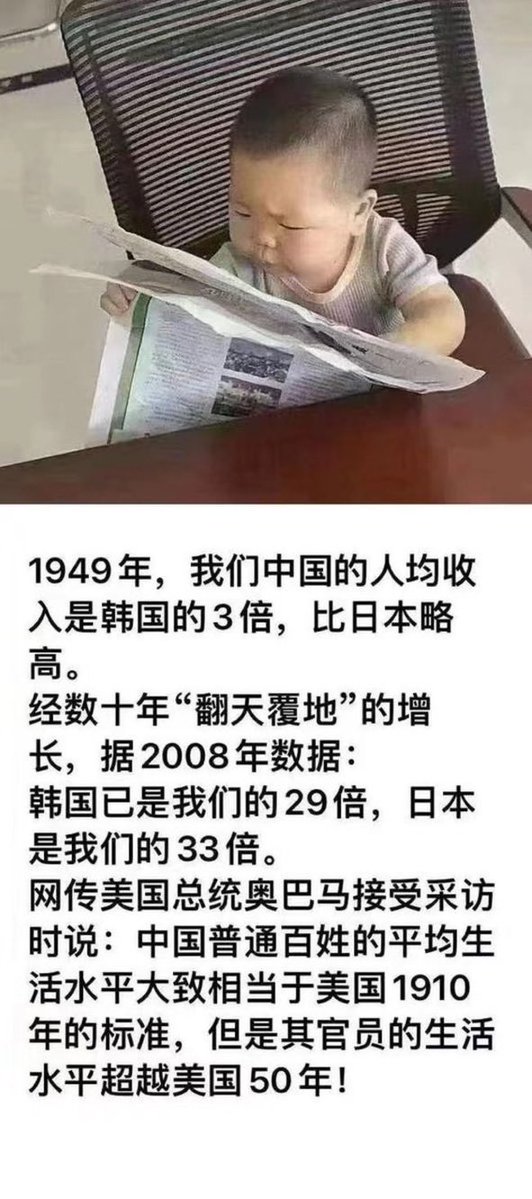 1949年，我们中国的人均收
入是韩国的3倍，比日本略
高。
经数十年“翻天覆地”的增
长，据2008年数据：
韩国已是我们的29倍，日本
是我们的33倍。
网传美国总统奥巴马接受采访
时说：中国普通百姓的平均生
活水平大致相当于美国1910
年的标准，但是其官员的生活
水平超越美国50年！